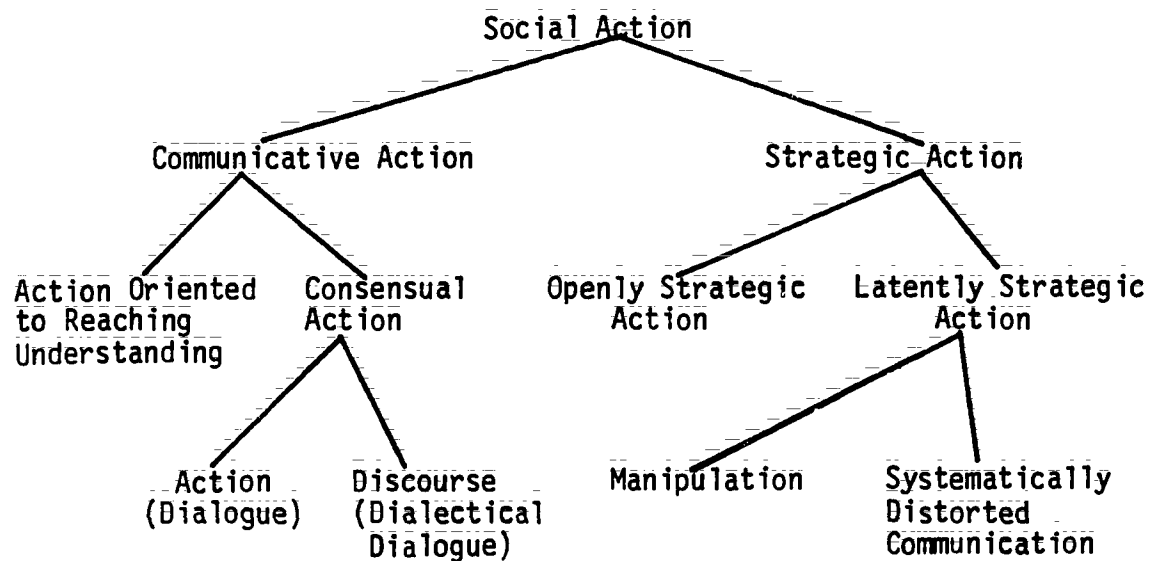 Social Action
Communicative Action
Strategic Action
Action Oriented
to Reaching
Understanding
Consensual
Action
Openly Strategic
Action
Latently Strategic
Action
Action
(Dialogue)
Discourse
(Dialectical
Dialogue)
Manipulation
Systematically
Distorted
Communication